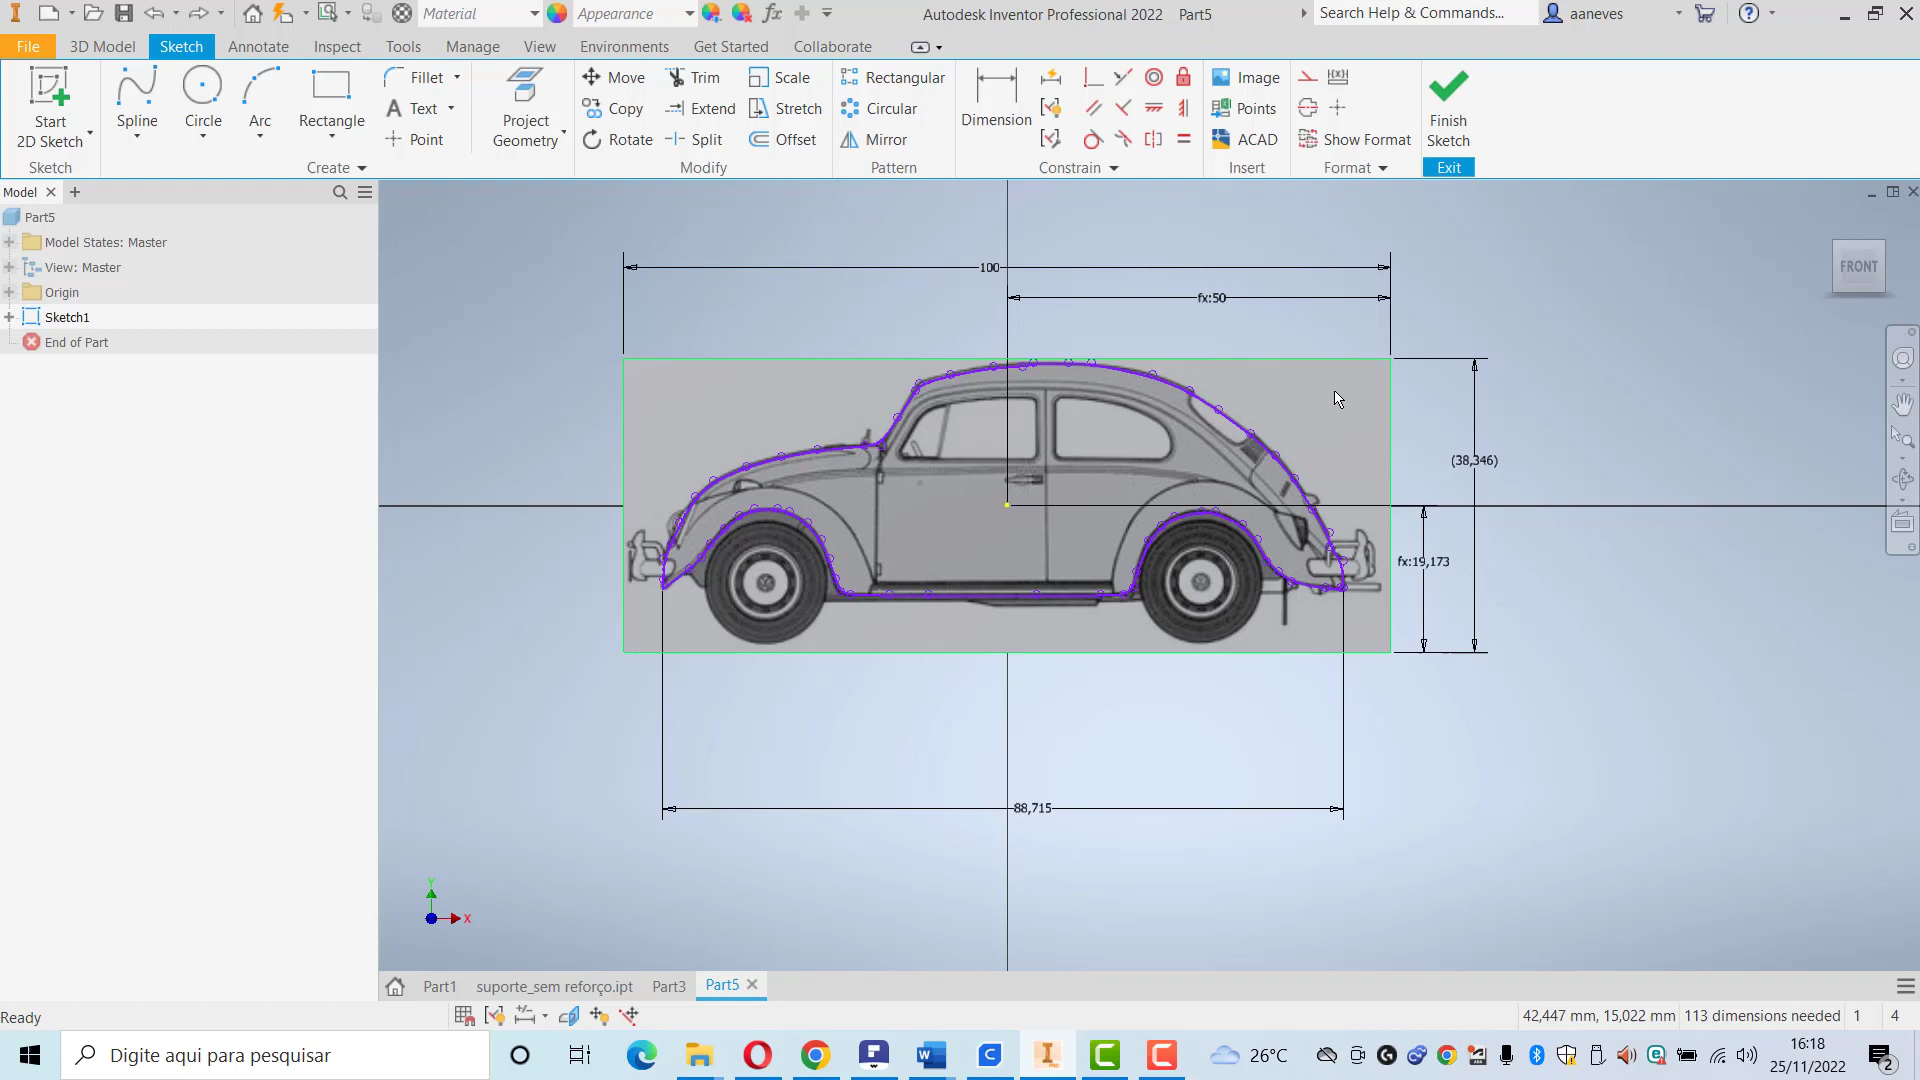 Material Appearance Autodesk Inventor Professional 2022 Part5 Search Help & Commands... aaneves
File 3D Model Sketch Annotate Inspect Tools Manage View Environments Get Started Collaborate
Start 2D Sketch Spline Circle Arc Rectangle Fillet Project Geometry Move Trim Scale Rectangular Dimension Image Finish Sketch
Text Copy Extend Stretch Circular Points
Point Rotate Split Offset Mirror ACAD Show Format
Sketch Create Modify Pattern Constrain Insert Format Exit
Model
Part5
Model States: Master
View: Master
Origin
Sketch1
End of Part
FRONT
100
fx:50
(38,346)
fx:19,173
88,715
Y
X
Part1 suporte_sem reforço.ipt Part3 Part5
Ready 42,447 mm, 15,022 mm 113 dimensions needed 1 4
Digite aqui para pesquisar 26°C 16:18
25/11/2022 2